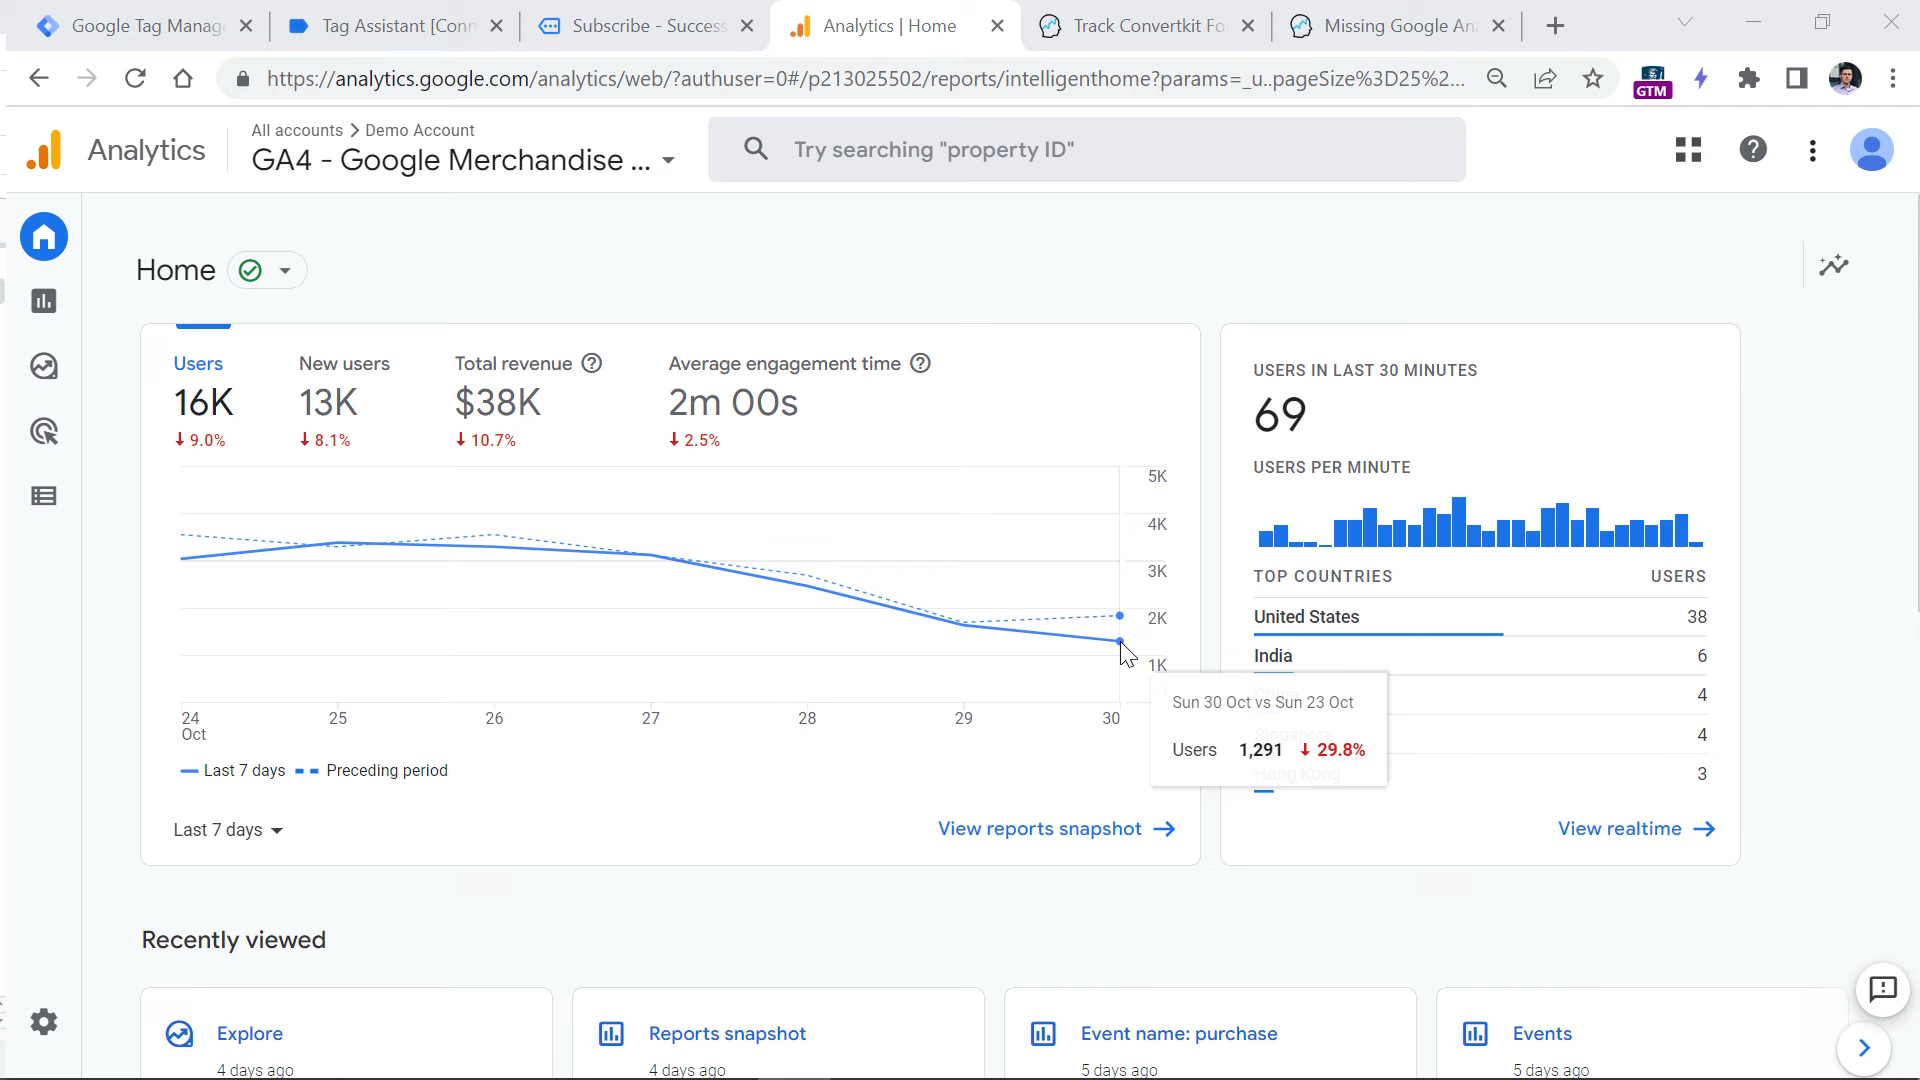 Google Tag Manag
Tag Assistant [Conn
Subscribe - Success
Analytics | Home
Track Convertkit Fo
Missing Google An
https://analytics.google.com/analytics/web/?authuser=0#/p213025502/reports/intelligenthome?params=_u..pageSize%3D25%2...
GTM
Analytics
All accounts > Demo Account
GA4 - Google Merchandise ...
Try searching "property ID"
Home
Users
16K
9.0%
New users
13K
8.1%
Total revenue
$38K
10.7%
Average engagement time
2m 00s
2.5%
5K
4K
3K
2K
1K
24
Oct
25
26
27
28
29
30
Last 7 days
Preceding period
Sun 30 Oct vs Sun 23 Oct
Users 1,291 29.8%
Last 7 days
View reports snapshot
USERS IN LAST 30 MINUTES
69
USERS PER MINUTE
TOP COUNTRIES USERS
United States 38
India 6
China 4
Singapore 4
Hong Kong 3
View realtime
Recently viewed
Explore
4 days ago
Reports snapshot
4 days ago
Event name: purchase
5 days ago
Events
5 days ago